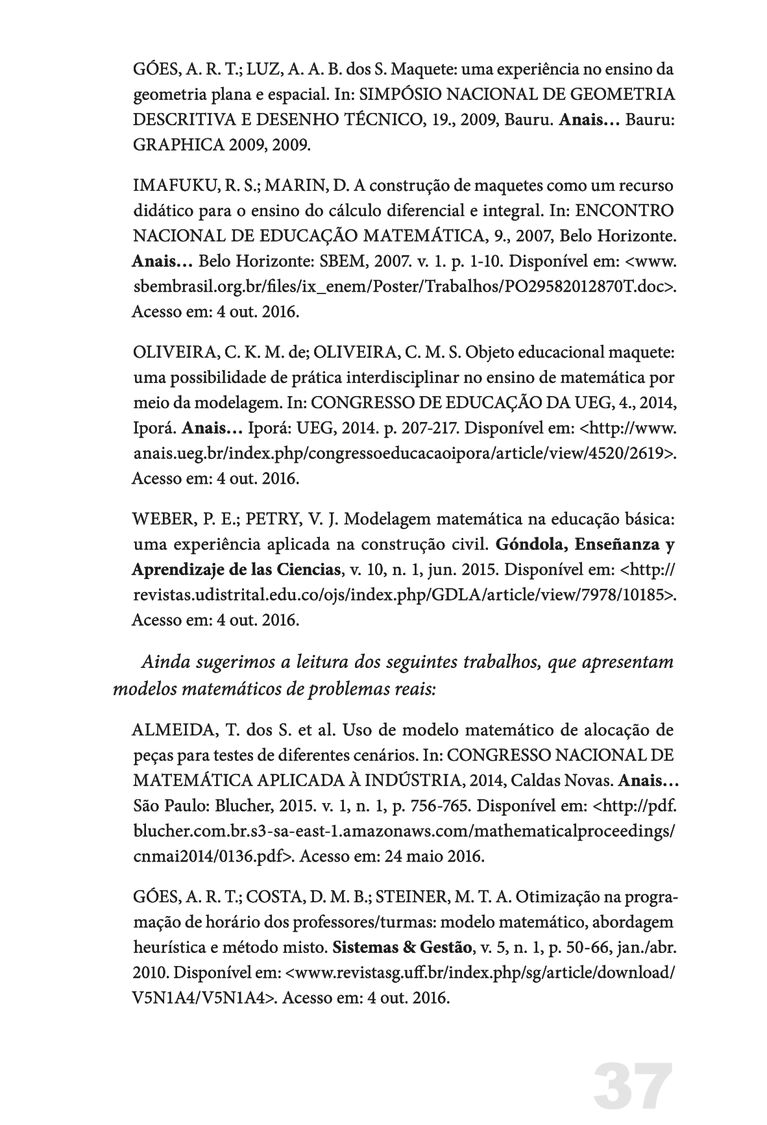 GÓES, A. R. T.; LUZ, A. A. B. dos S. Maquete: uma experiência no ensino da
geometria plana e espacial. In: SIMPÓSIO NACIONAL DE GEOMETRIA
DESCRITIVA E DESENHO TÉCNICO, 19., 2009, Bauru. Anais… Bauru:
GRAPHICA 2009, 2009.
IMAFUKU, R. S.; MARIN, D. A construção de maquetes como um recurso
didático para o ensino do cálculo diferencial e integral. In: ENCONTRO
NACIONAL DE EDUCAÇÃO MATEMÁTICA, 9., 2007, Belo Horizonte.
Anais… Belo Horizonte: SBEM, 2007. v. 1. p. 1-10. Disponível em: <www.
sbembrasil.org.br/files/ix_enem/Poster/Trabalhos/PO29582012870T.doc>.
Acesso em: 4 out. 2016.
OLIVEIRA, C. K. M. de; OLIVEIRA, C. M. S. Objeto educacional maquete:
uma possibilidade de prática interdisciplinar no ensino de matemática por
meio da modelagem. In: CONGRESSO DE EDUCAÇÃO DA UEG, 4., 2014,
Iporá. Anais… Iporá: UEG, 2014. p. 207-217. Disponível em: <http://www.
anais.ueg.br/index.php/congressoeducacaoipora/article/view/4520/2619>.
Acesso em: 4 out. 2016.
WEBER, P. E.; PETRY, V. J. Modelagem matemática na educação básica:
uma experiência aplicada na construção civil. Góndola, Enseñanza y
Aprendizaje de las Ciencias, v. 10, n. 1, jun. 2015. Disponível em: <http://
revistas.udistrital.edu.co/ojs/index.php/GDLA/article/view/7978/10185>.
Acesso em: 4 out. 2016.
Ainda sugerimos a leitura dos seguintes trabalhos, que apresentam
modelos matemáticos de problemas reais:
ALMEIDA, T. dos S. et al. Uso de modelo matemático de alocação de
peças para testes de diferentes cenários. In: CONGRESSO NACIONAL DE
MATEMÁTICA APLICADA À INDÚSTRIA, 2014, Caldas Novas. Anais…
São Paulo: Blucher, 2015. v. 1, n. 1, p. 756-765. Disponível em: <http://pdf.
blucher.com.br.s3-sa-east-1.amazonaws.com/mathematicalproceedings/
cnmai2014/0136.pdf>. Acesso em: 24 maio 2016.
GÓES, A. R. T.; COSTA, D. M. B.; STEINER, M. T. A. Otimização na progra-
mação de horário dos professores/turmas: modelo matemático, abordagem
heurística e método misto. Sistemas & Gestão, v. 5, n. 1, p. 50-66, jan./abr.
2010. Disponível em: <www.revistasg.uff.br/index.php/sg/article/download/
V5N1A4/V5N1A4>. Acesso em: 4 out. 2016.
37